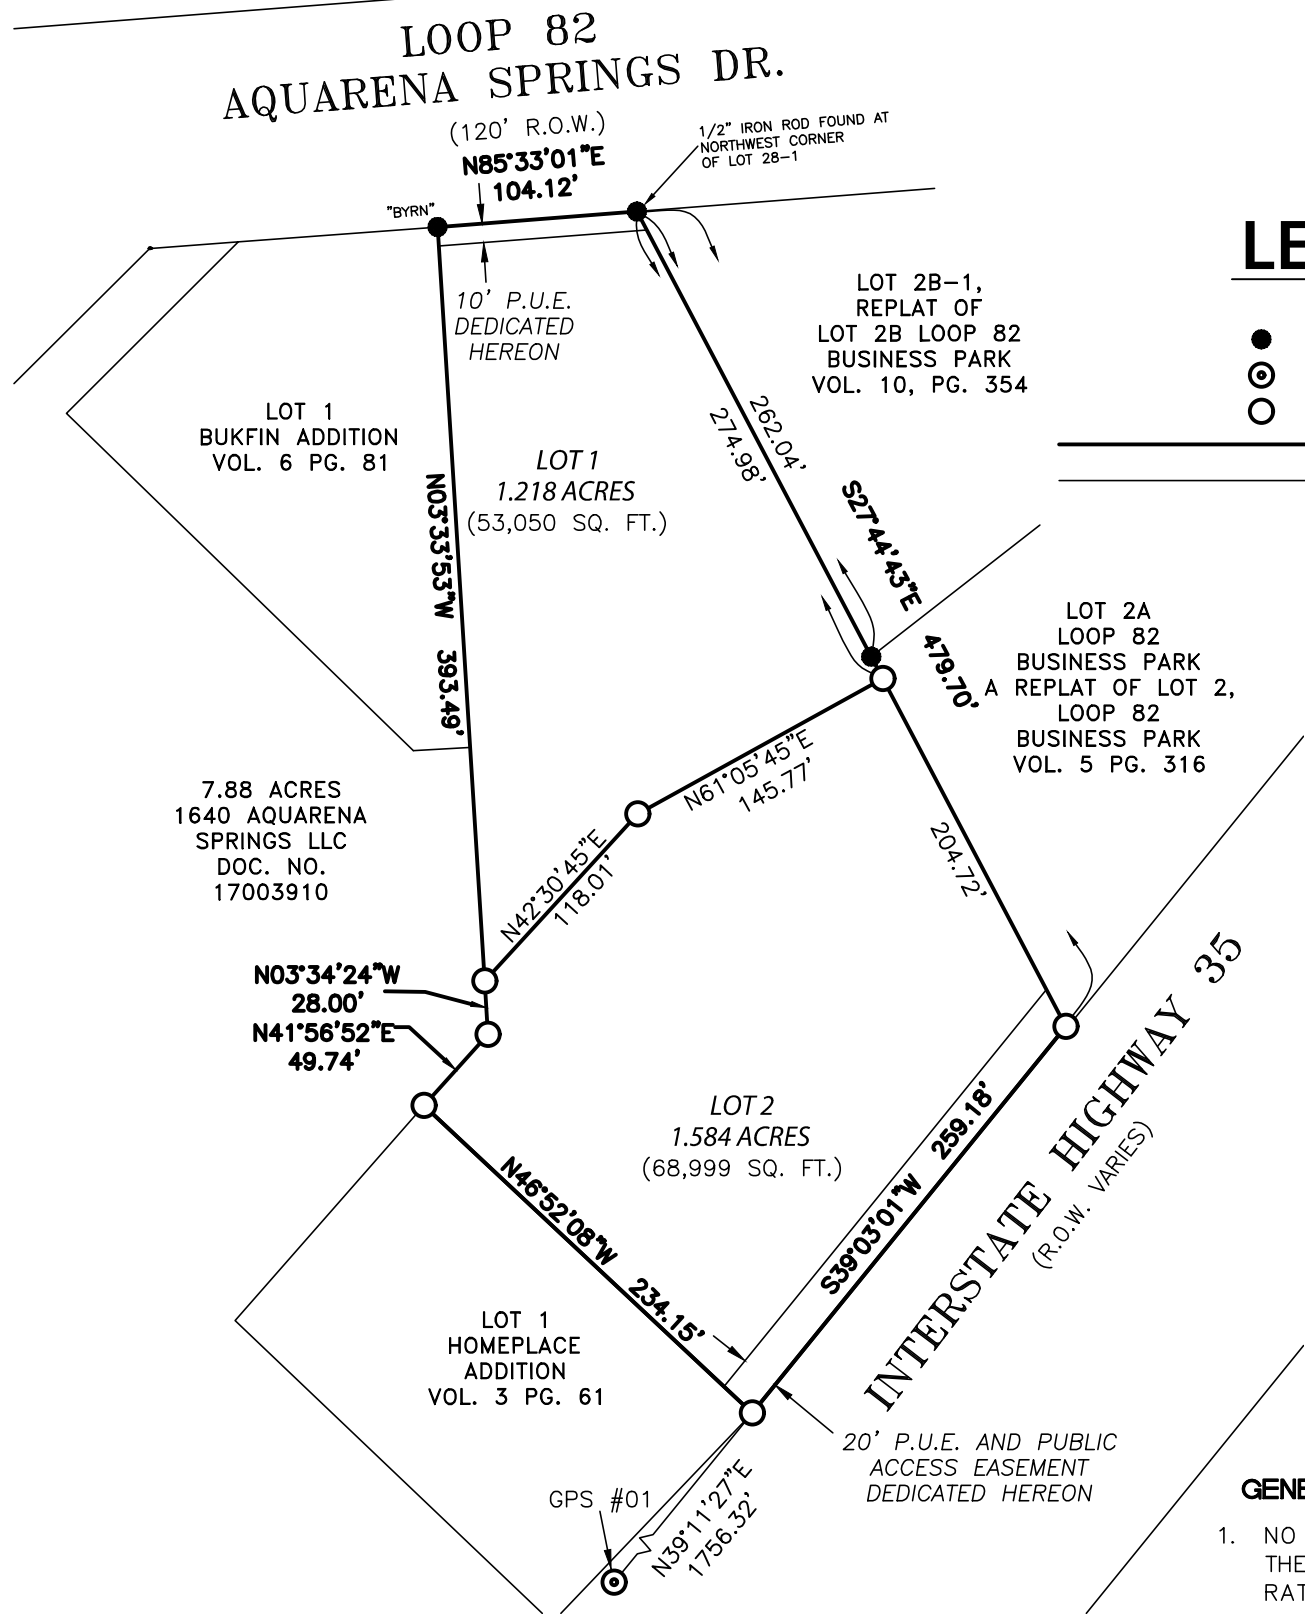 LOOP 82
AQUARENA SPRINGS DR.
(120' R.O.W.)
N85°33'01"E
104.12'
1/2" IRON ROD FOUND AT
NORTHWEST CORNER
OF LOT 28-1
"BYRN"
10' P.U.E.
DEDICATED
HEREON
LOT 2B-1,
REPLAT OF
LOT 2B LOOP 82
BUSINESS PARK
VOL. 10, PG. 354
LE
LOT 1
BUKFIN ADDITION
VOL. 6 PG. 81
LOT 1
1.218 ACRES
(53,050 SQ. FT.)
262.04'
274.98'
N03°33'53"W 393.49'
S27°44'43"E 479.70'
LOT 2A
LOOP 82
BUSINESS PARK
A REPLAT OF LOT 2,
LOOP 82
BUSINESS PARK
VOL. 5 PG. 316
N61°05'45"E
145.77'
7.88 ACRES
1640 AQUARENA
SPRINGS LLC
DOC. NO.
17003910
N42°30'45"E
118.01'
204.72'
N03°34'24"W
28.00'
N41°56'52"E
49.74'
LOT 2
1.584 ACRES
(68,999 SQ. FT.)
S39°03'01"W 259.18'
INTERSTATE HIGHWAY 35
(R.O.W. VARIES)
N46°52'08"W 234.15'
LOT 1
HOMEPLACE
ADDITION
VOL. 3 PG. 61
20' P.U.E. AND PUBLIC
ACCESS EASEMENT
DEDICATED HEREON
GPS #01
N39°11'27"E
1756.32'
GENE
1. NO
THE
RAT